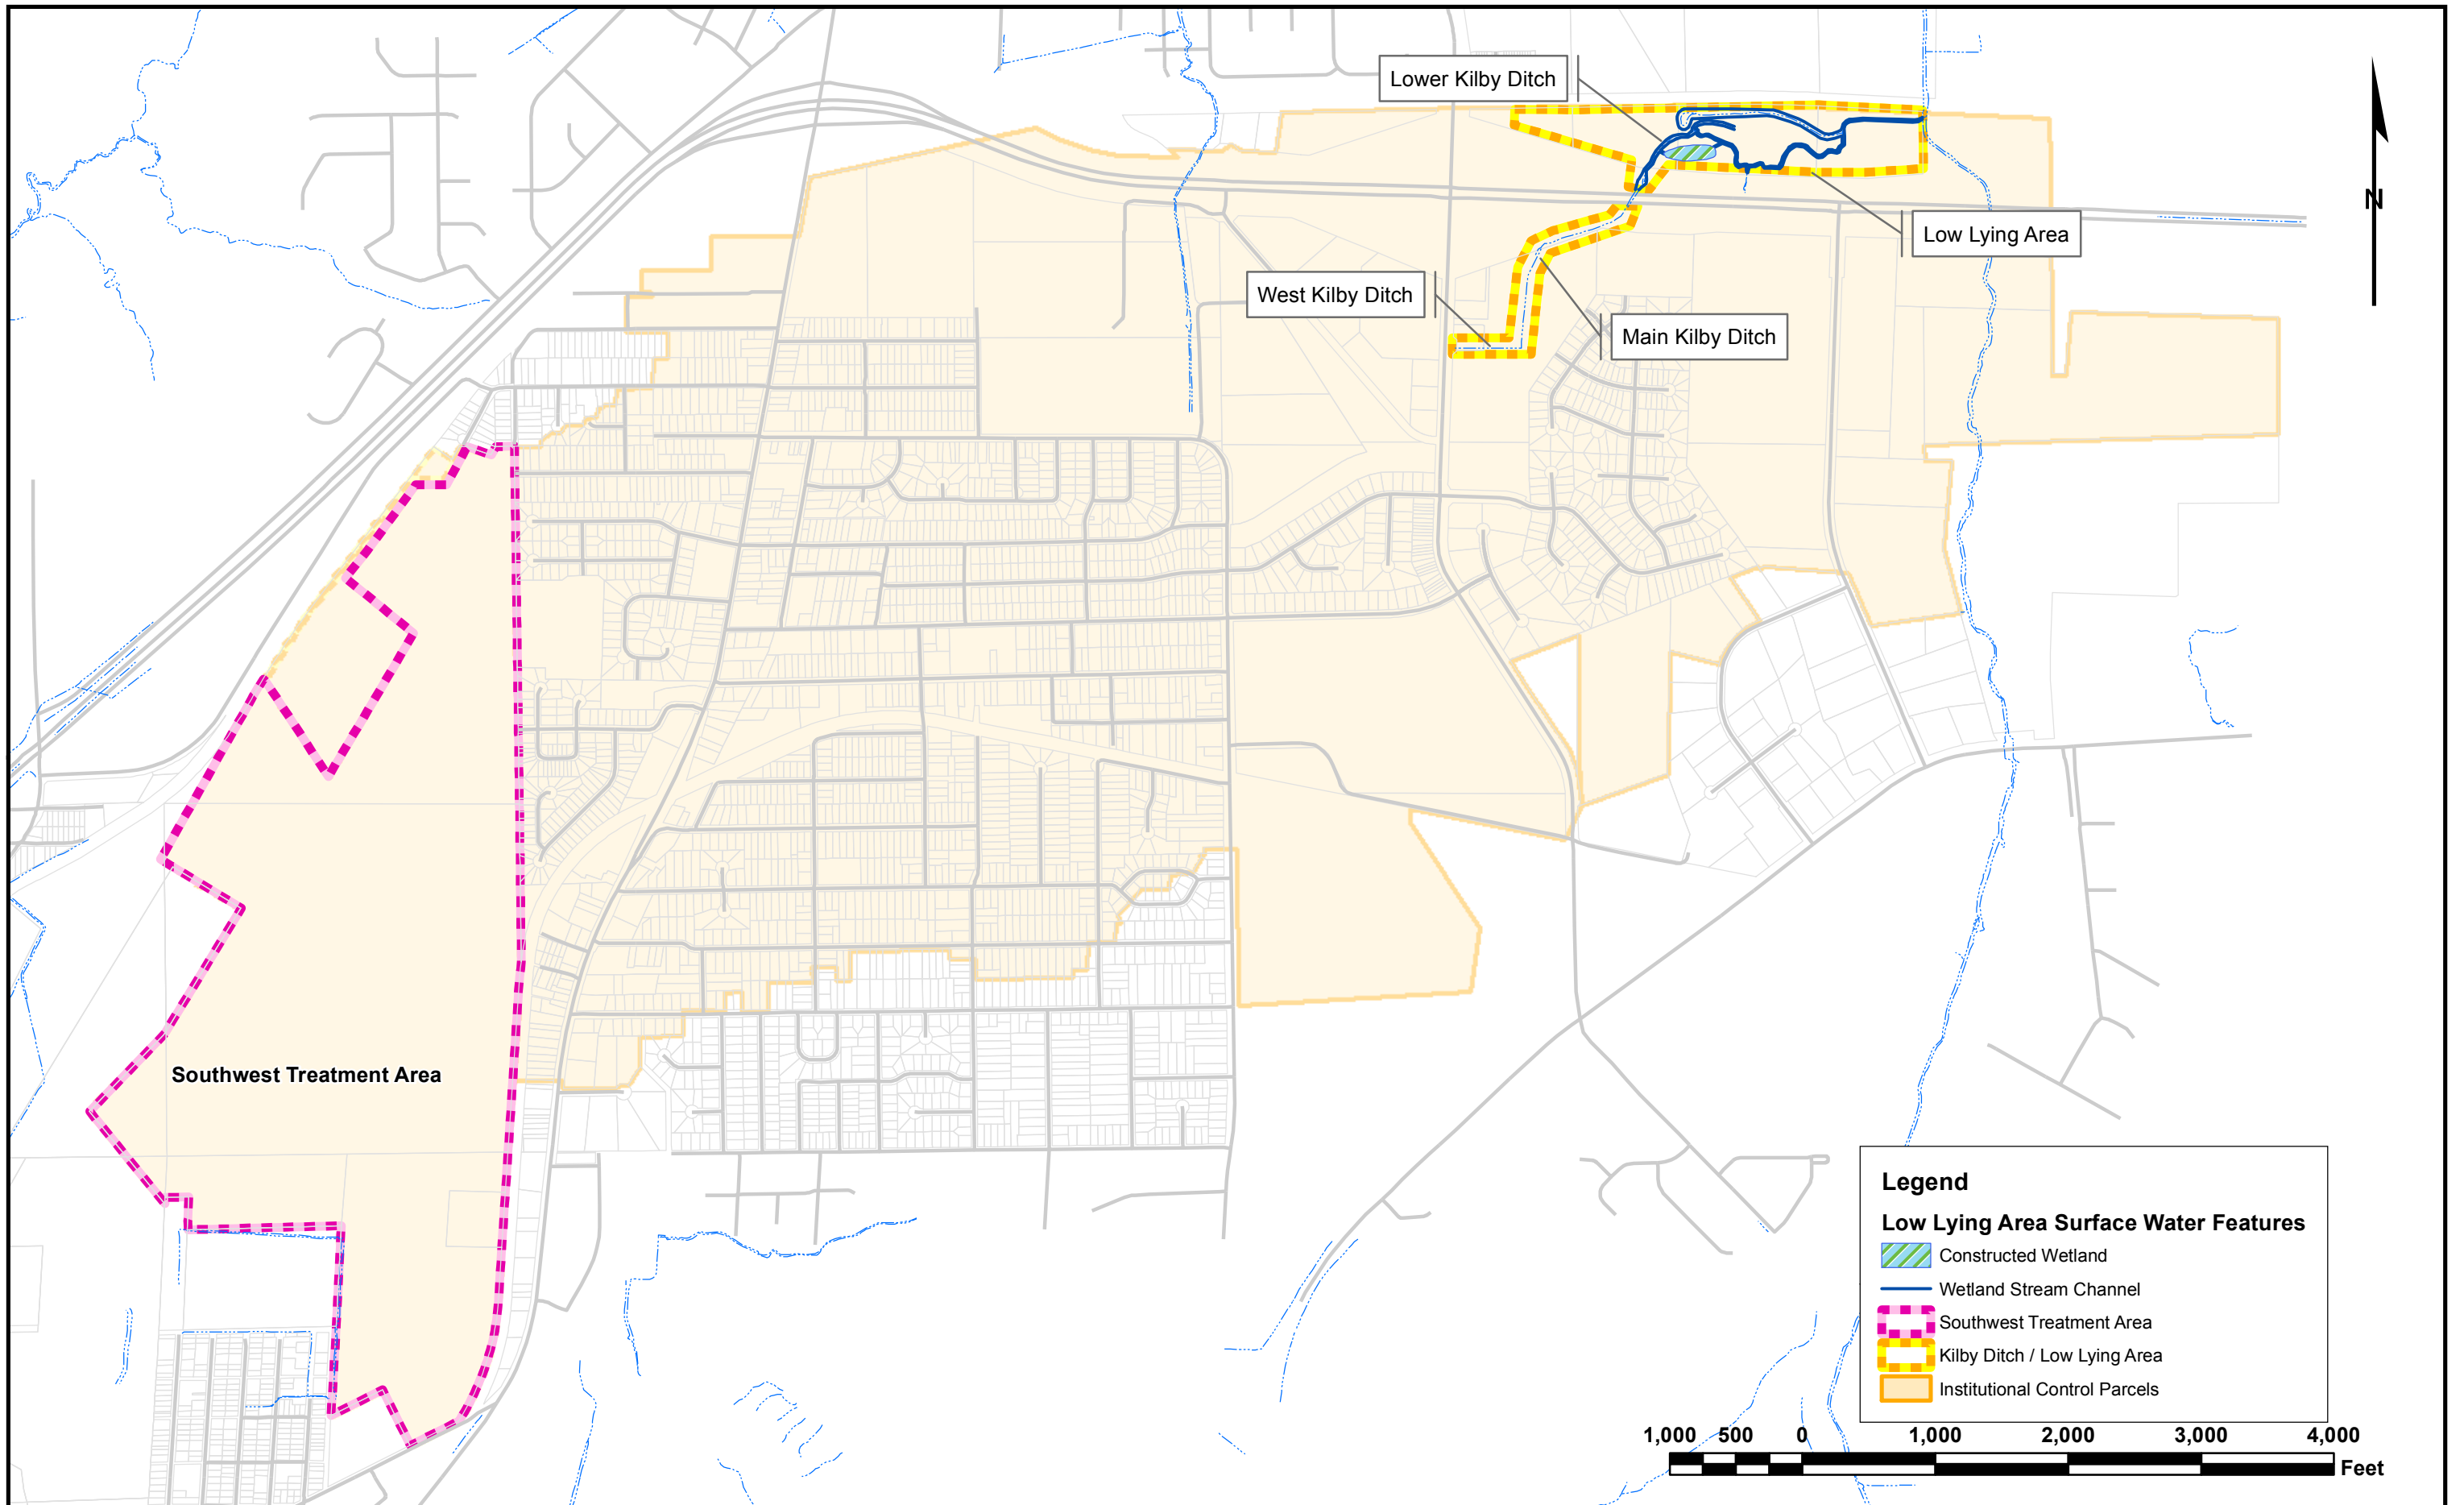 Lower Kilby Ditch
N
Low Lying Area
West Kilby Ditch
Main Kilby Ditch
Southwest Treatment Area
Legend
Low Lying Area Surface Water Features
Constructed Wetland
Wetland Stream Channel
Southwest Treatment Area
Kilby Ditch / Low Lying Area
Institutional Control Parcels
1,000 500 0 1,000 2,000 3,000 4,000
Feet